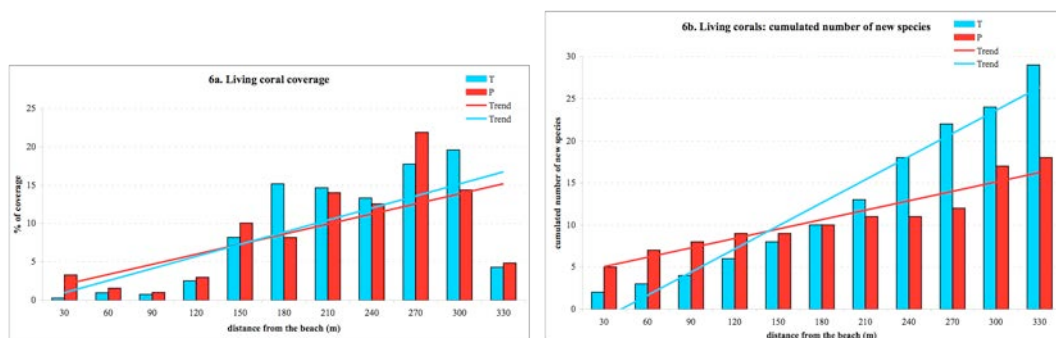 6a. Living coral coverage
T
P
Trend
Trend
% of coverage
25
20
15
10
5
0
30 60 90 120 150 180 210 240 270 300 330
distance from the beach (m)
6b. Living corals: cumulated number of new species
T
P
Trend
Trend
cumulated number of new species
30
25
20
15
10
5
0
30 60 90 120 150 180 210 240 270 300 330
distance from the beach (m)